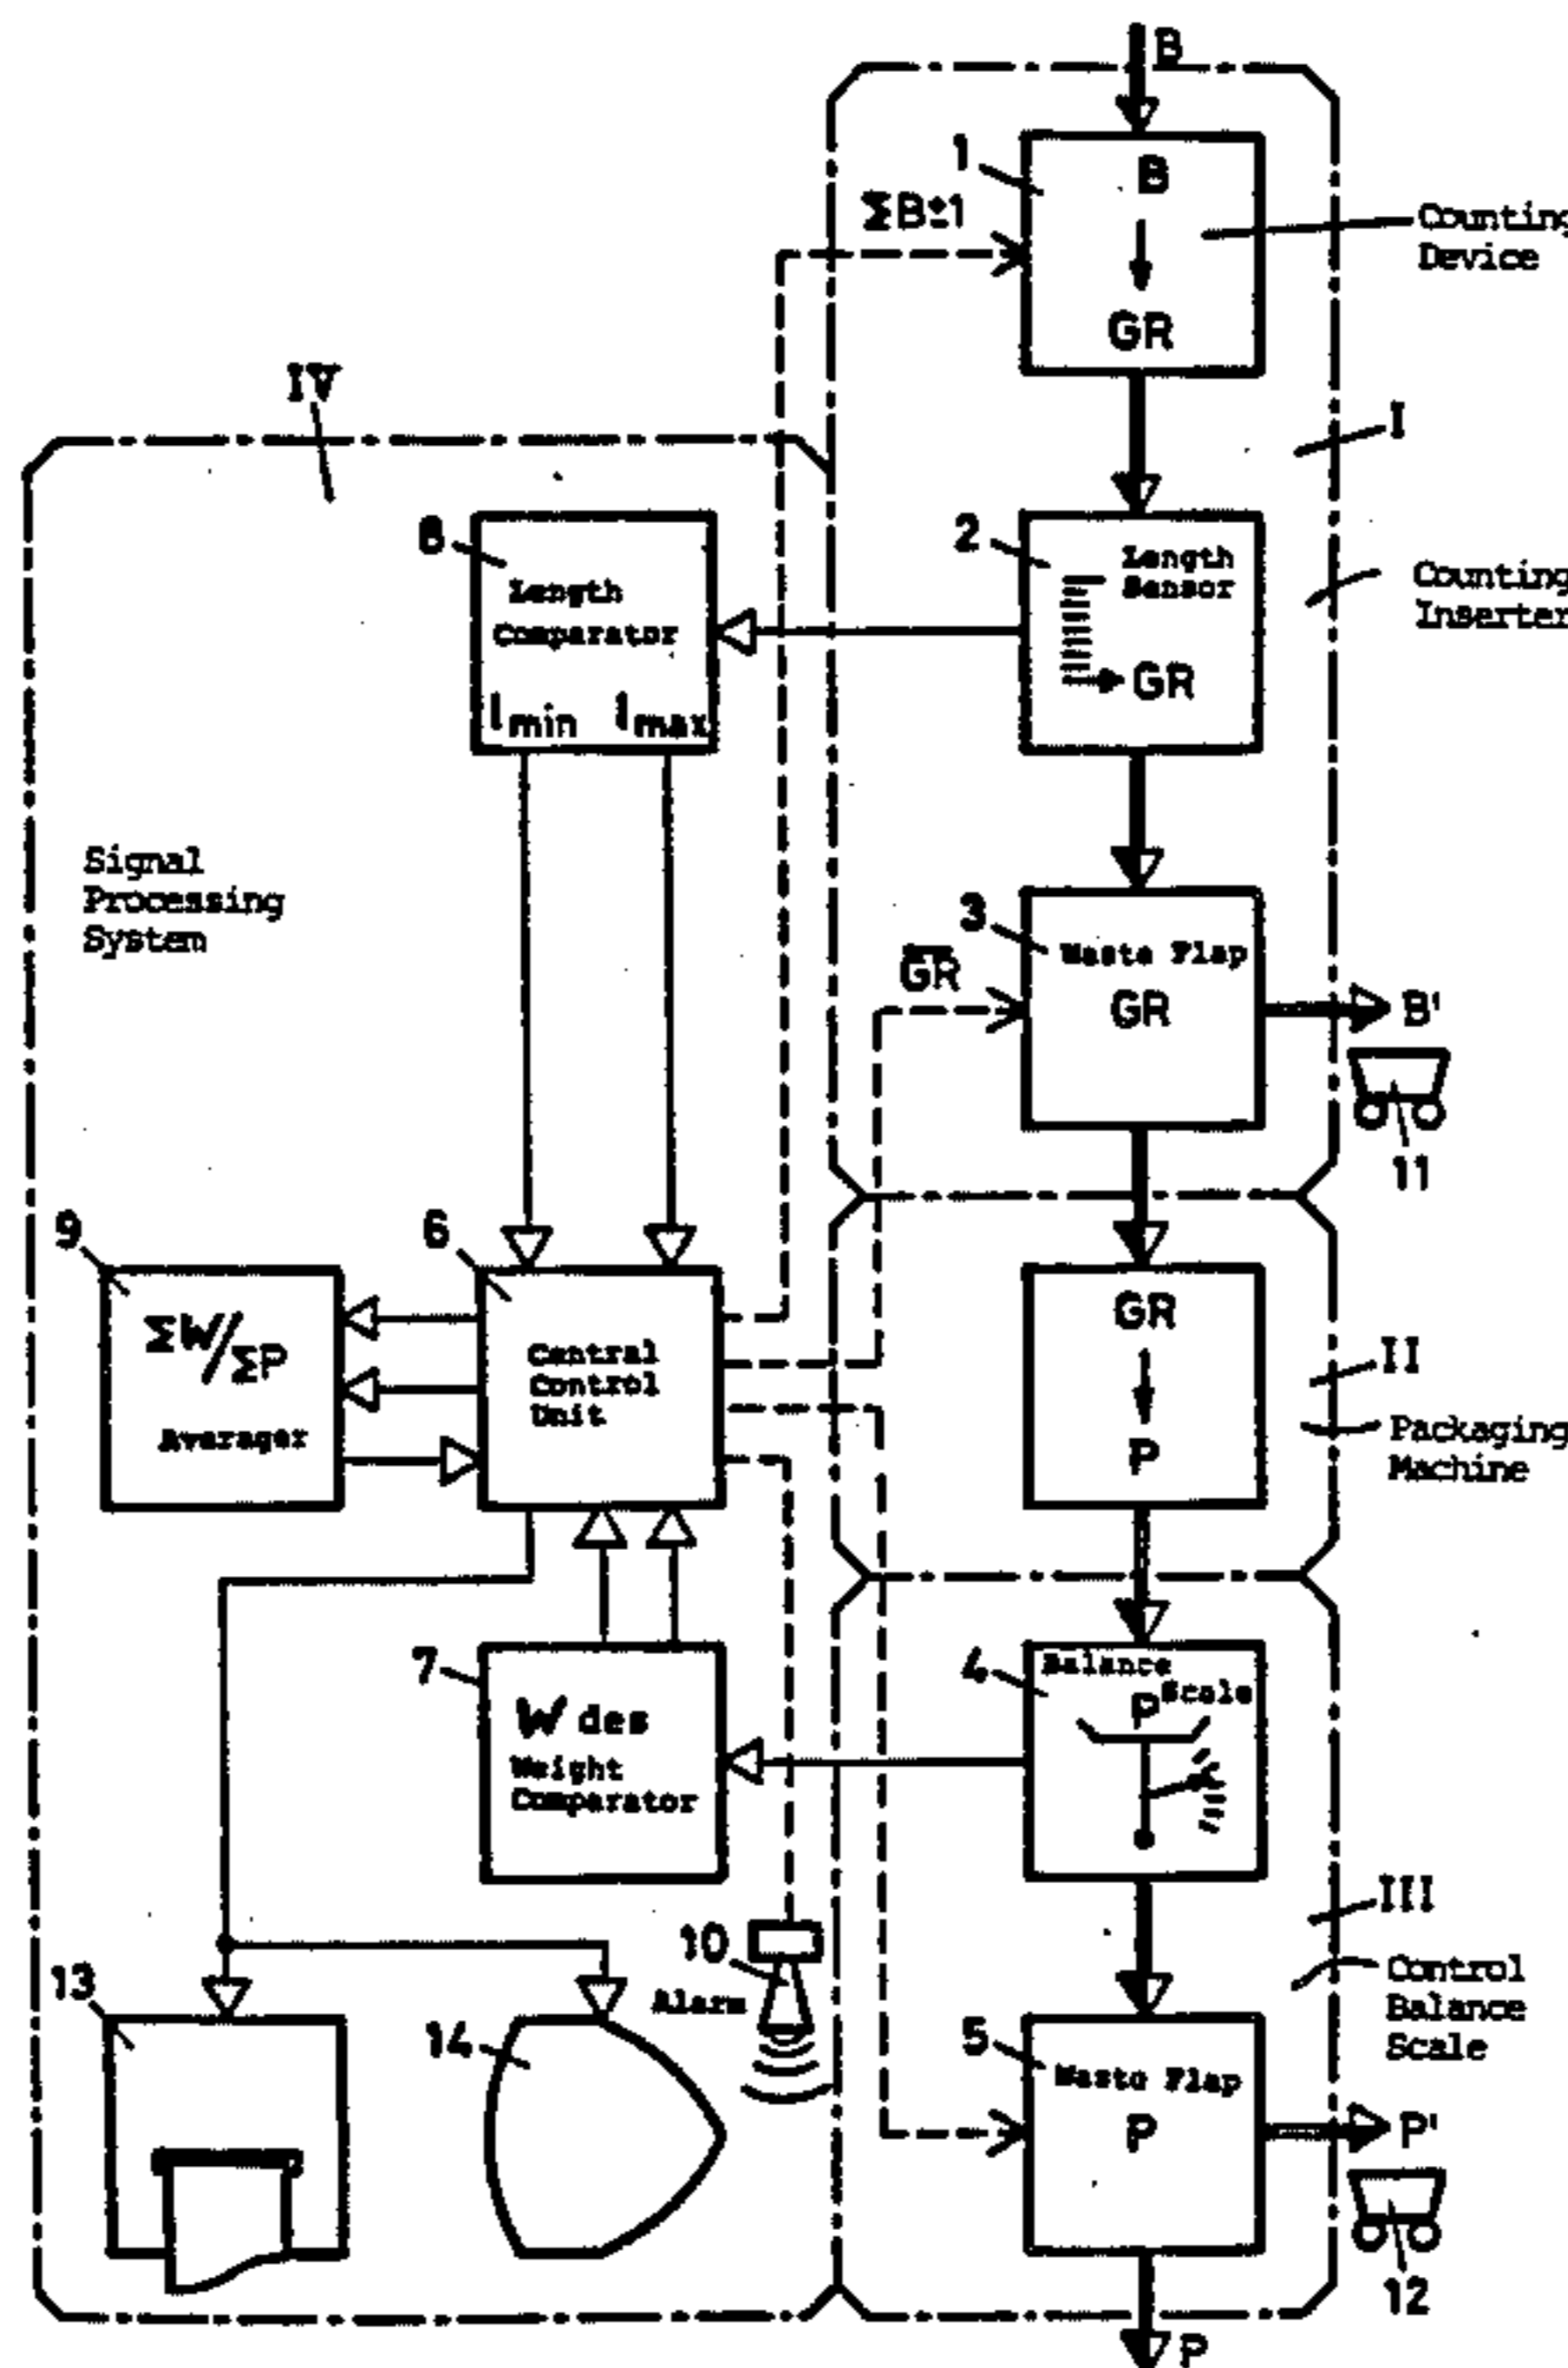 B
1
B
ΣB±1
Counting
Device
GR
IV
I
8
2
Length
Sensor
Length
Comparator
Counting
Inserter
GR
lmin lmax
Signal
Processing
System
3
Waste Flap
GR
GR
B'
11
9
6
ΣW/ΣP
Averager
Central
Control
Unit
GR
P
II
Packaging
Machine
7
4
Balance
Scale
P
W des
Weight
Comparator
III
10
Alarm
13
14
Control
Balance
Scale
5
Waste Flap
P
P'
12
P